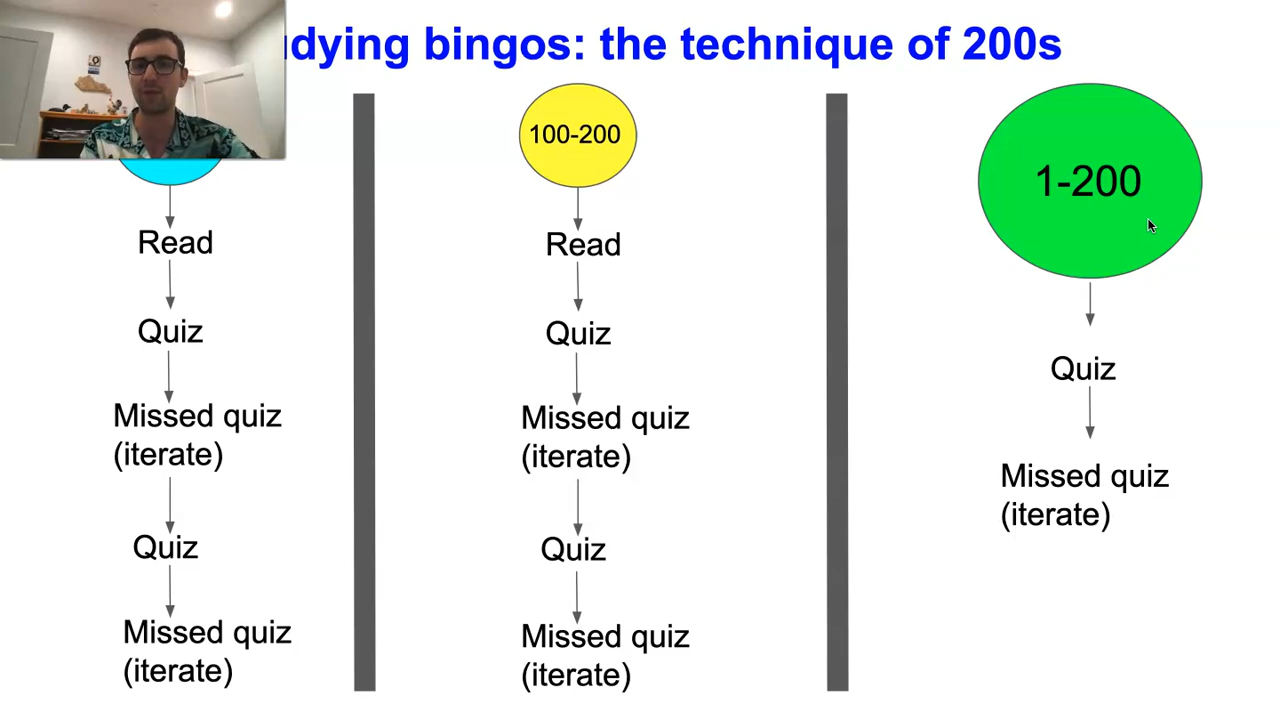 udying bingos: the technique of 200s
Read
Quiz
Missed quiz
(iterate)
Quiz
Missed quiz
(iterate)
100-200
Read
Quiz
Missed quiz
(iterate)
Quiz
Missed quiz
(iterate)
1-200
Quiz
Missed quiz
(iterate)